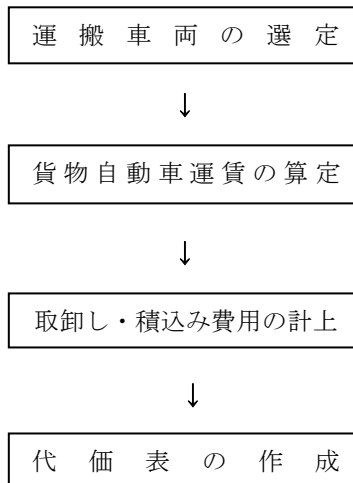 運搬車両の選定
↓
貨物自動車運賃の算定
↓
取卸し・積込み費用の計上
↓
代価表の作成